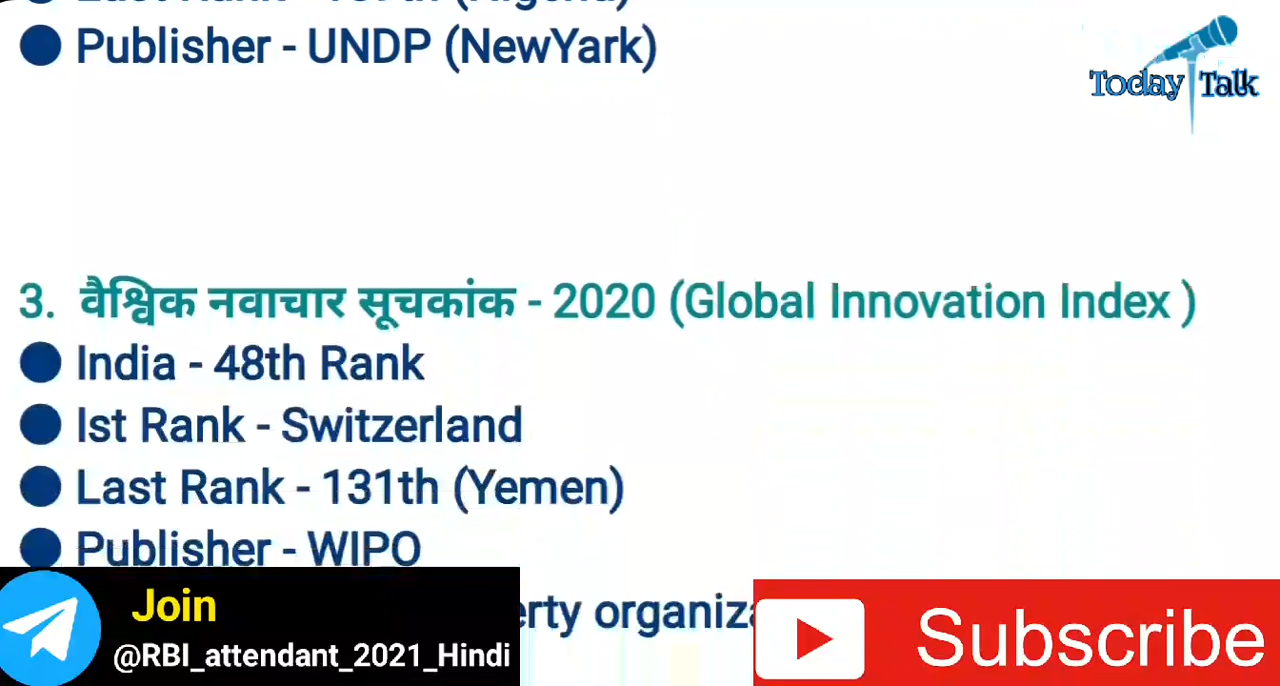 ● Publisher - UNDP (NewYark)
Today Talk
3. वैश्विक नवाचार सूचकांक - 2020 (Global Innovation Index )
● India - 48th Rank
● Ist Rank - Switzerland
● Last Rank - 131th (Yemen)
● Publisher - WIPO
Join
@RBI_attendant_2021_Hindi
Subscribe